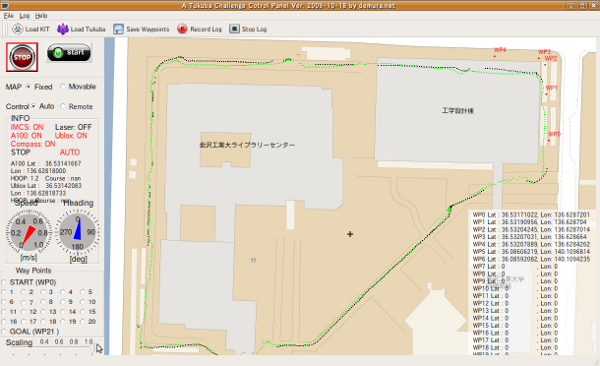 A Tukuba Challenge Cotrol Panel Ver. 2009-10-18 by demura.net
File Log Help
Load KIT Load Tukuba Save Waypoints Record Log Stop Log
STOP start
MAP Fixed Movable
Control Auto Remote
INFO
IMCS: ON Laser: OFF
A100: ON Ublox: ON
Compass: ON
STOP AUTO
A100 Lat : 36.53141667
Lon : 136.62818000
HDOP: 1.2 Course : nan
Ublox Lat : 36.53142083
Lon : 136.62818733
Course : nan
Speed Heading
0.4 0.6
0.2 0.8
0 1.0
0
270 90
180
[m/s] [deg]
Way Points
START (WP0)
1 2 3 4 5
6 7 8 9 10
11 12 13 14 15
16 17 18 19 20
GOAL (WP21 )
Scaling 0.4 0.6 0.8 1.0
Log
金沢工業大ライブラリーセンター
工学設計棟
WP4
WP3
WP2
WP1
WP0
WP0 Lat : 36.53171022, Lon: 136.6287201
WP1 Lat : 36.53190956, Lon: 136.628704
WP2 Lat : 36.53204245, Lon: 136.6287014
WP3 Lat : 36.53207031, Lon: 136.628664
WP4 Lat : 36.53207889, Lon: 136.6284262
WP5 Lat : 36.08606219, Lon: 140.1096814
WP6 Lat : 36.08592082, Lon: 140.1094235
WP7 Lat : 0 , Lon: 0
WP8 Lat : 0 , Lon: 0
WP9 Lat : 0 , Lon: 0
WP10 Lat : 0 , Lon: 0
WP11 Lat : 0 , Lon: 0
WP12 Lat : 0 , Lon: 0
WP13 Lat : 0 , Lon: 0
WP14 Lat : 0 , Lon: 0
WP15 Lat : 0 , Lon: 0
WP16 Lat : 0 , Lon: 0
WP17 Lat : 0 , Lon: 0
WP18 Lat : 0 , Lon: 0